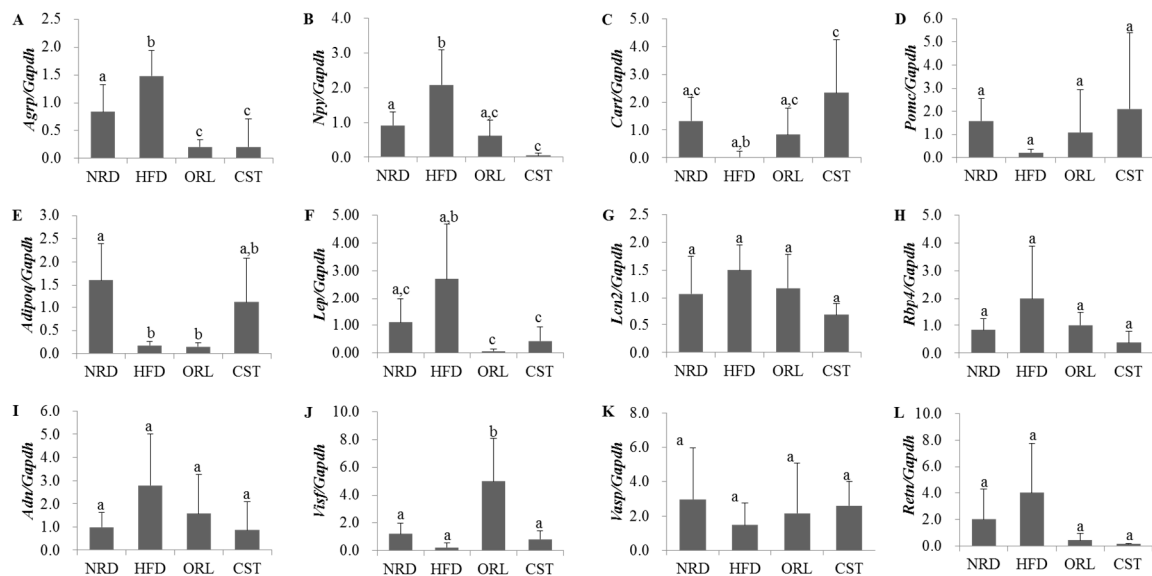 A
Agrp/Gapdh
2.5
2.0
1.5
1.0
0.5
0.0
a
b
c
c
NRD HFD ORL CST
B
Npy/Gapdh
4.0
3.0
2.0
1.0
0.0
a
b
a,c
c
NRD HFD ORL CST
C
Cart/Gapdh
5.0
4.0
3.0
2.0
1.0
0.0
a,c
a,b
a,c
c
NRD HFD ORL CST
D
Pomc/Gapdh
6.0
5.0
4.0
3.0
2.0
1.0
0.0
a
a
a
a
NRD HFD ORL CST
E
Adipoq/Gapdh
3.0
2.5
2.0
1.5
1.0
0.5
0.0
a
b
b
a,b
NRD HFD ORL CST
F
Lep/Gapdh
5.00
4.00
3.00
2.00
1.00
0.00
a,c
a,b
c
c
NRD HFD ORL CST
G
Lcn2/Gapdh
2.5
2.0
1.5
1.0
0.5
0.0
a
a
a
a
NRD HFD ORL CST
H
Rbp4/Gapdh
5.0
4.0
3.0
2.0
1.0
0.0
a
a
a
a
NRD HFD ORL CST
I
Adn/Gapdh
6.0
5.0
4.0
3.0
2.0
1.0
0.0
a
a
a
a
NRD HFD ORL CST
J
Visf/Gapdh
10.0
8.0
6.0
4.0
2.0
0.0
a
a
b
a
NRD HFD ORL CST
K
Vasp/Gapdh
8.0
6.0
4.0
2.0
0.0
a
a
a
a
NRD HFD ORL CST
L
Retn/Gapdh
10.0
8.0
6.0
4.0
2.0
0.0
a
a
a
a
NRD HFD ORL CST